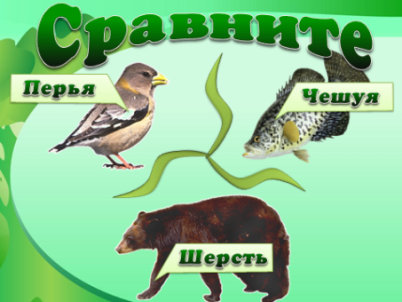 Сравните
Перья
Чешуя
Шерсть